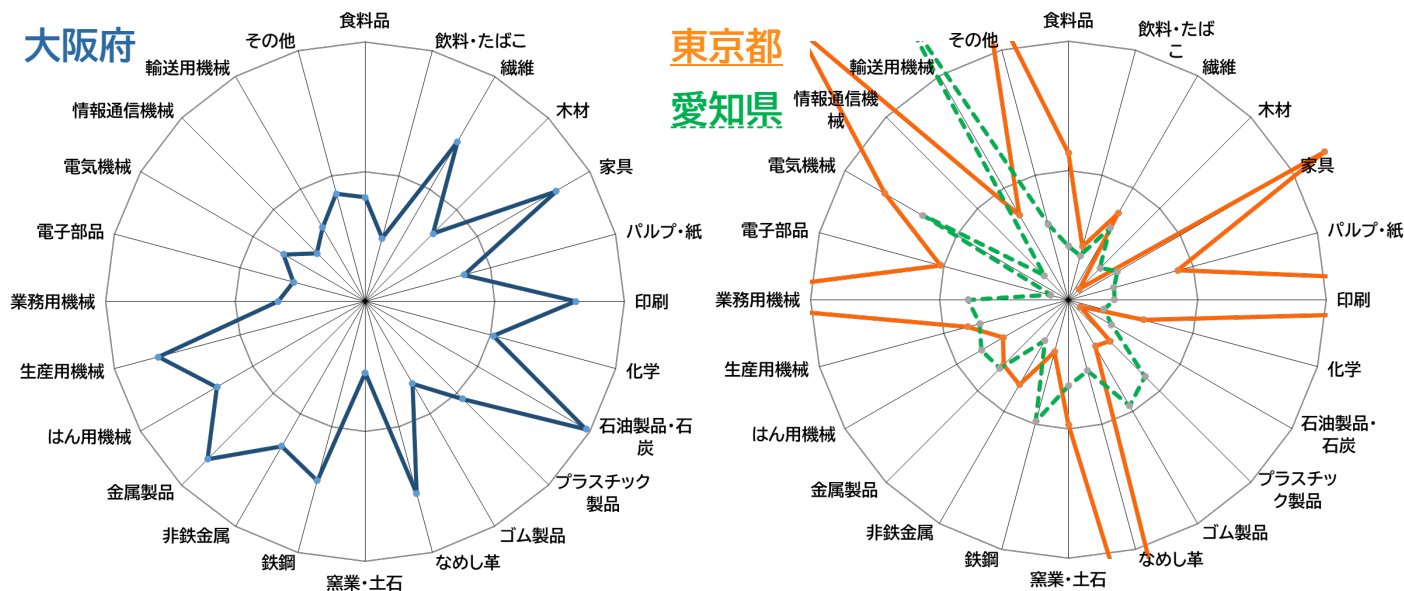 大阪府
食料品
飲料・たばこ
繊維
木材
家具
パルプ・紙
印刷
化学
石油製品・石
炭
プラスチック
製品
ゴム製品
なめし革
窯業・土石
鉄鋼
非鉄金属
金属製品
はん用機械
生産用機械
業務用機械
電子部品
電気機械
情報通信機械
輸送用機械
その他
東京都
愛知県
食料品
飲料・たば
こ
繊維
木材
家具
パルプ・紙
印刷
化学
石油製品・
石炭
プラスチッ
ク製品
ゴム製品
なめし革
窯業・土石
鉄鋼
非鉄金属
金属製品
はん用機械
生産用機械
業務用機械
電子部品
電気機械
情報通信機
械
輸送用機械
その他